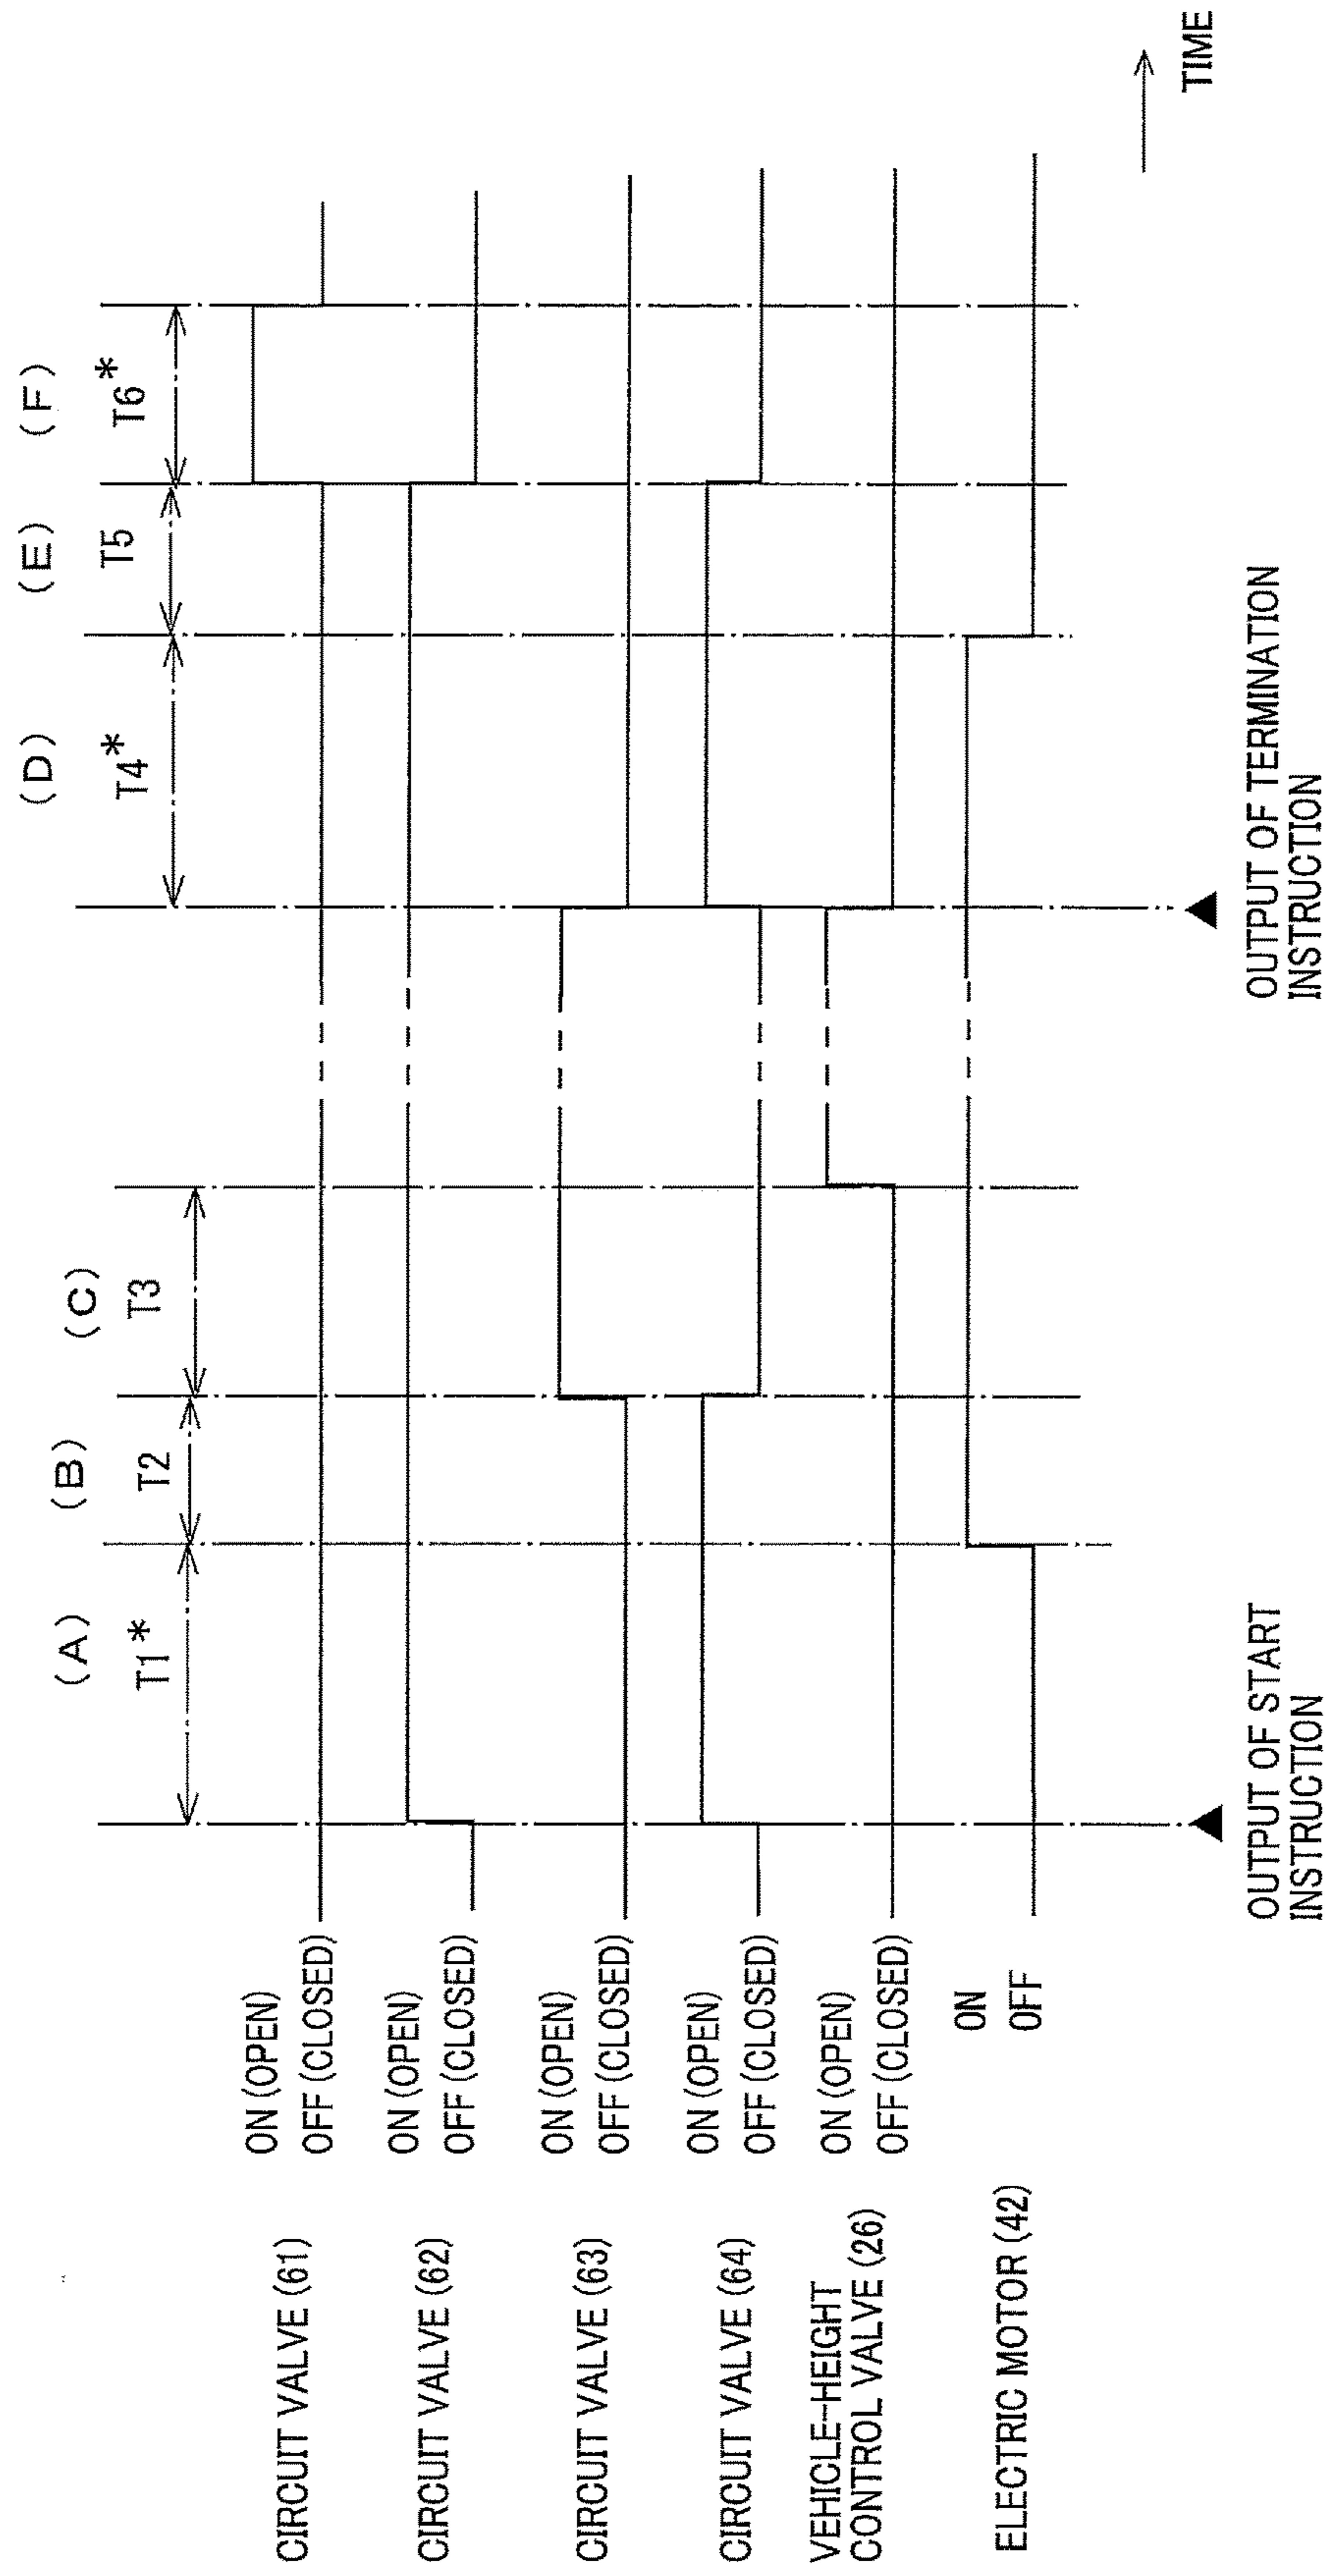 (A)
(B)
(C)
(D)
(E)
(F)
T1*
T2
T3
T4*
T5
T6*
CIRCUIT VALVE (61)
ON (OPEN)
OFF (CLOSED)
CIRCUIT VALVE (62)
ON (OPEN)
OFF (CLOSED)
CIRCUIT VALVE (63)
ON (OPEN)
OFF (CLOSED)
CIRCUIT VALVE (64)
ON (OPEN)
OFF (CLOSED)
VEHICLE-HEIGHT
CONTROL VALVE (26)
ON (OPEN)
OFF (CLOSED)
ELECTRIC MOTOR (42)
ON
OFF
TIME
OUTPUT OF START
INSTRUCTION
OUTPUT OF TERMINATION
INSTRUCTION